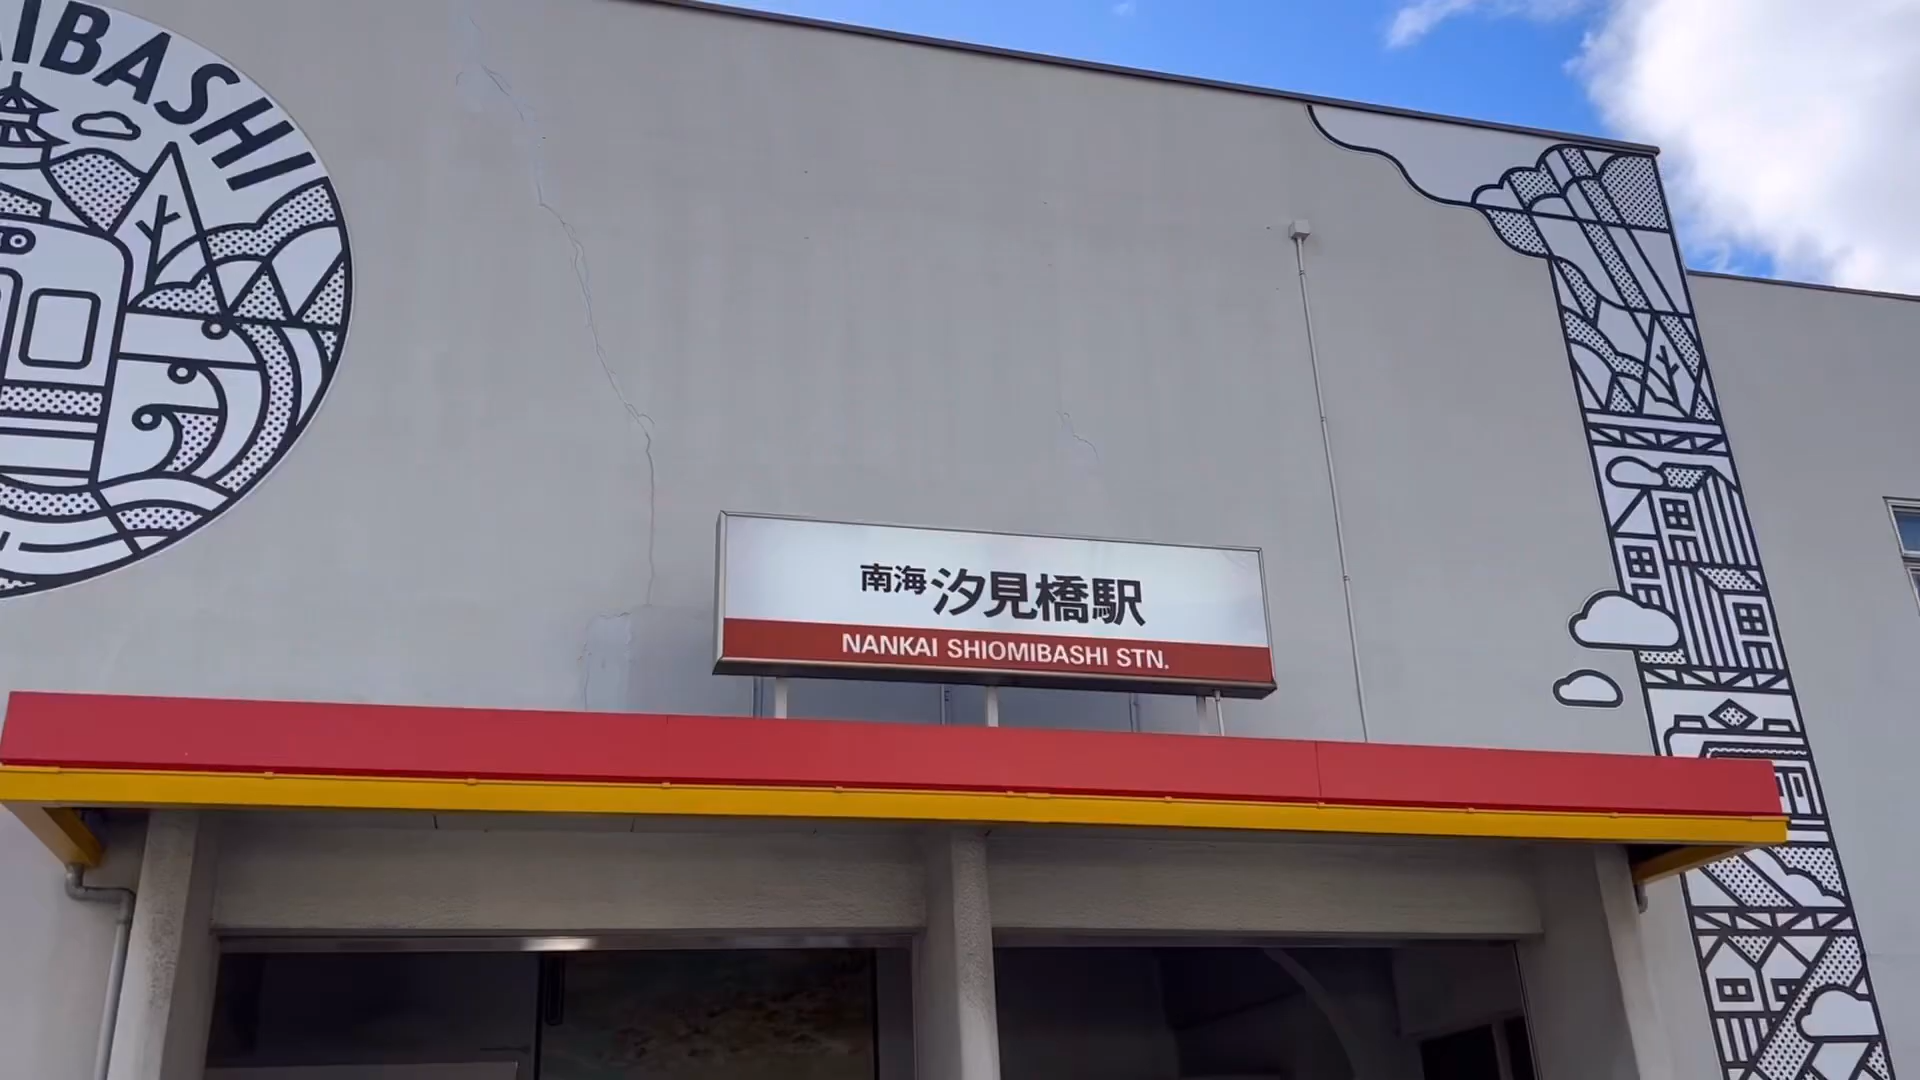 IBASHI
南海汐見橋駅
NANKAI SHIOMIBASHI STN.